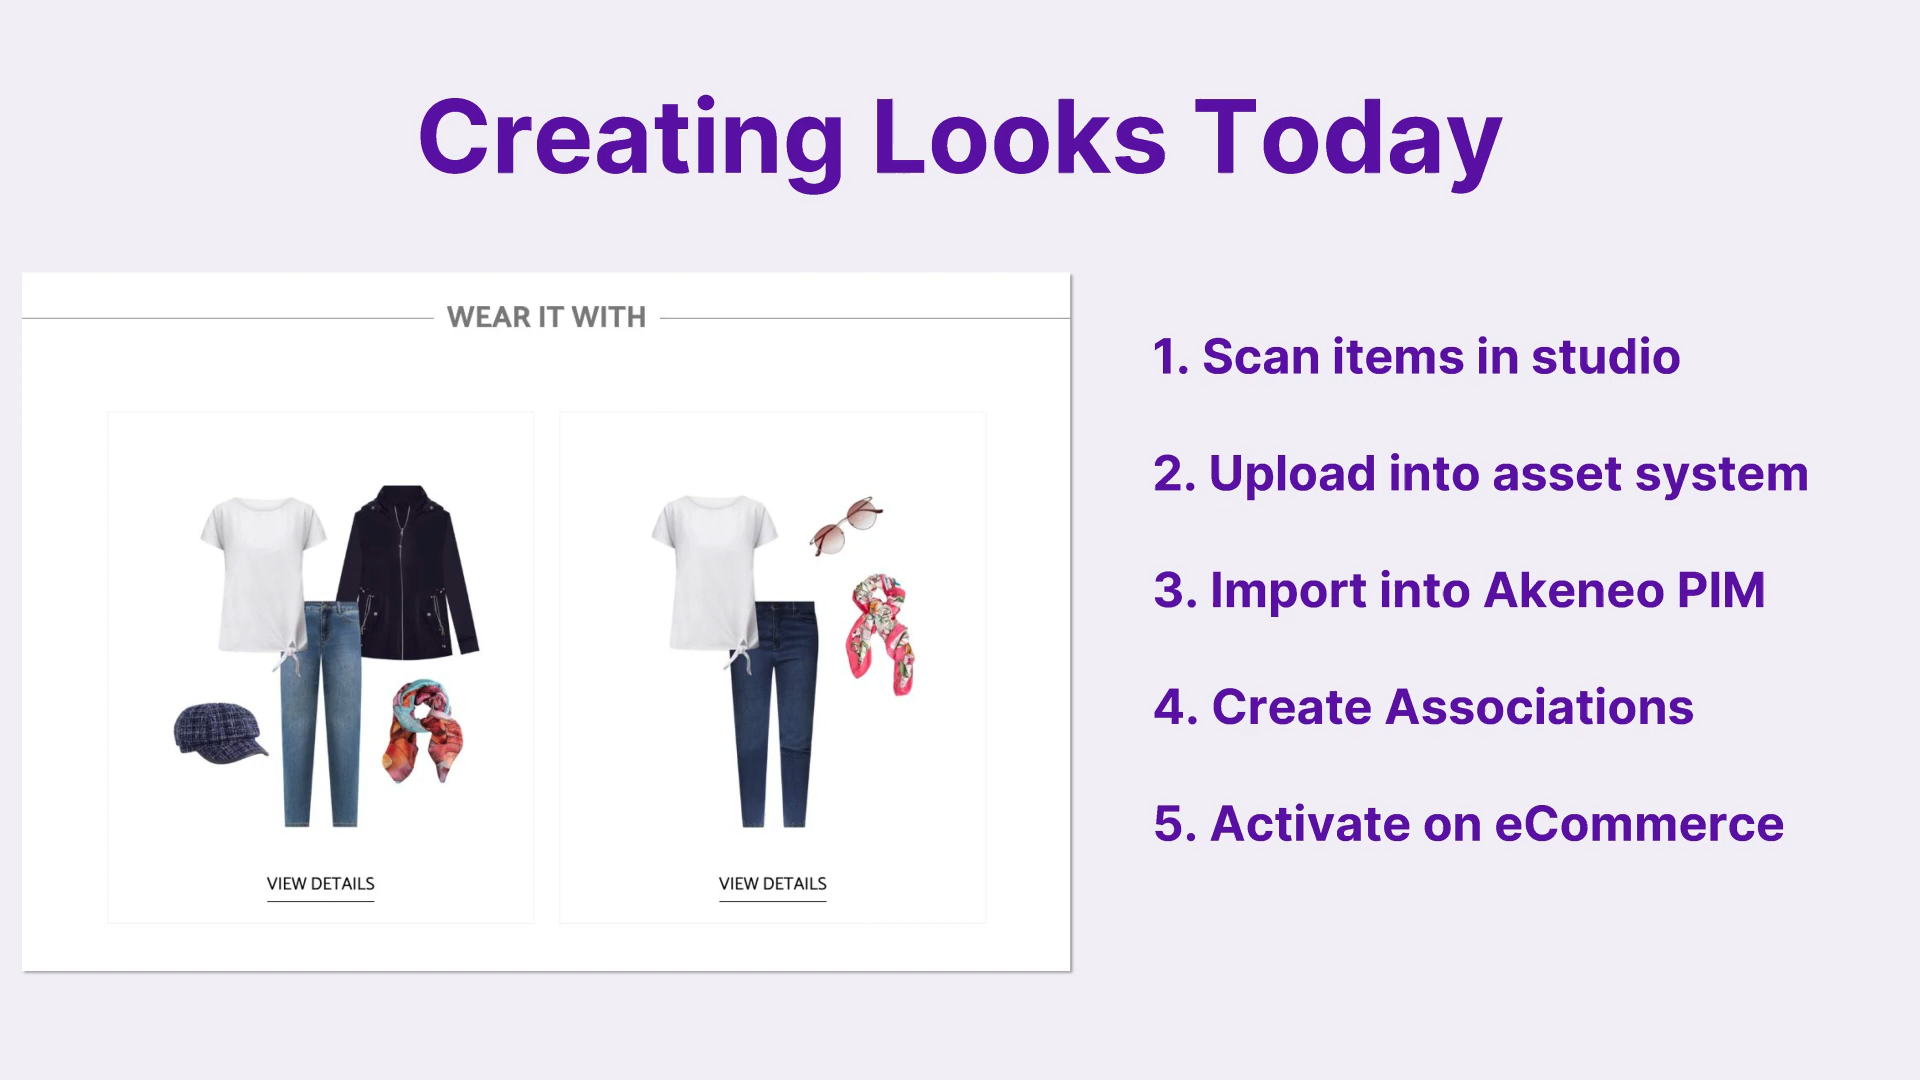 Creating Looks Today
WEAR IT WITH
VIEW DETAILS
VIEW DETAILS
1. Scan items in studio
2. Upload into asset system
3. Import into Akeneo PIM
4. Create Associations
5. Activate on eCommerce